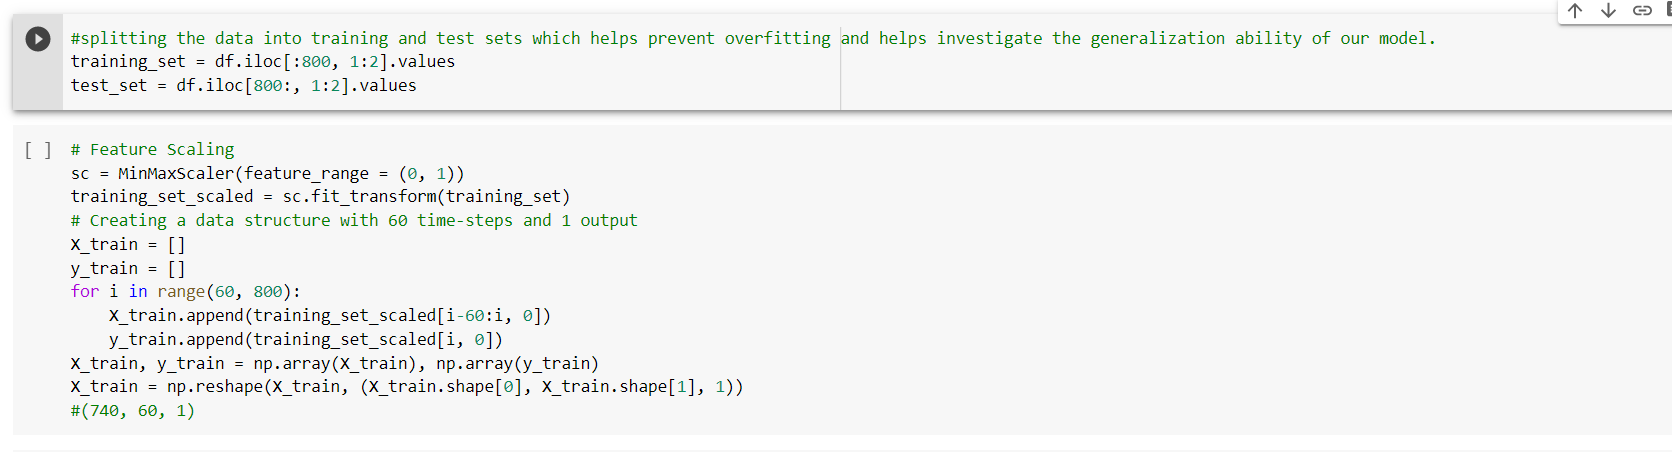 #splitting the data into training and test sets which helps prevent overfitting and helps investigate the generalization ability of our model.
training_set = df.iloc[:800, 1:2].values
test_set = df.iloc[800:, 1:2].values
[ ]
# Feature Scaling
sc = MinMaxScaler(feature_range = (0, 1))
training_set_scaled = sc.fit_transform(training_set)
# Creating a data structure with 60 time-steps and 1 output
X_train = []
y_train = []
for i in range(60, 800):
    X_train.append(training_set_scaled[i-60:i, 0])
    y_train.append(training_set_scaled[i, 0])
X_train, y_train = np.array(X_train), np.array(y_train)
X_train = np.reshape(X_train, (X_train.shape[0], X_train.shape[1], 1))
#(740, 60, 1)